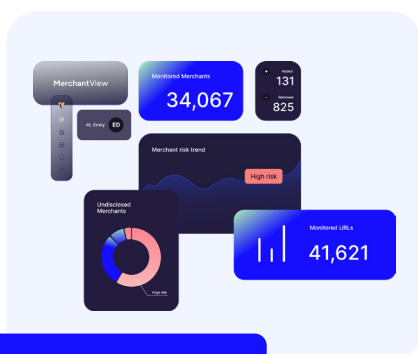 MerchantView
Monitored Merchants
34,067
Added
131
Removed
825
Hi, Emily
ED
Merchant risk trend
High risk
Undisclosed
Merchants
High risk
Monitored URLs
41,621